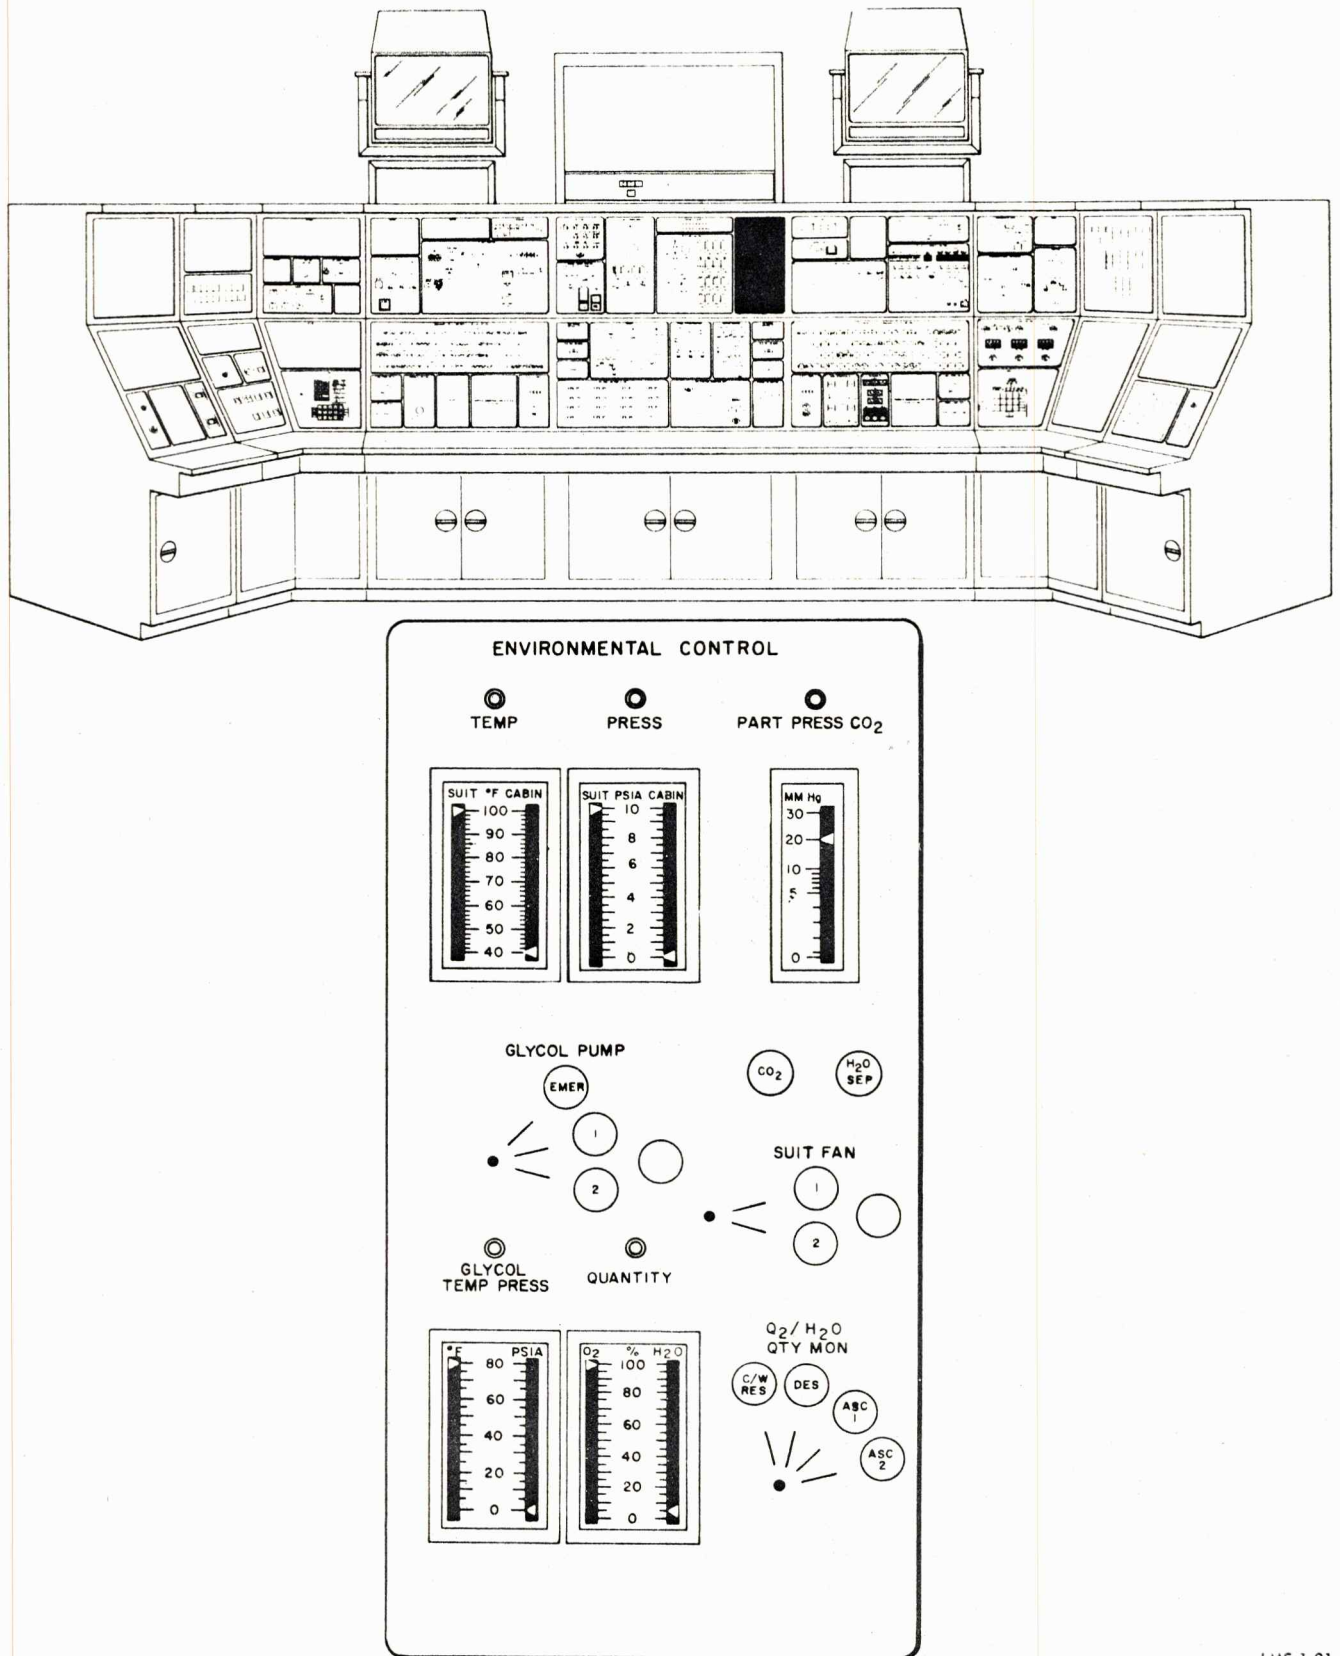 ENVIRONMENTAL CONTROL
TEMP PRESS PART PRESS CO2
SUIT °F CABIN
100
90
80
70
60
50
40
SUIT PSIA CABIN
10
8
6
4
2
0
MM Hg
30
20
10
5
0
GLYCOL PUMP
EMER
1
2
CO2
H2O
SEP
SUIT FAN
1
2
GLYCOL
TEMP PRESS
QUANTITY
°F PSIA
80
60
40
20
0
O2 % H2O
100
80
60
40
20
0
O2/H2O
QTY MON
C/W
RES
DES
ASC
1
ASC
2